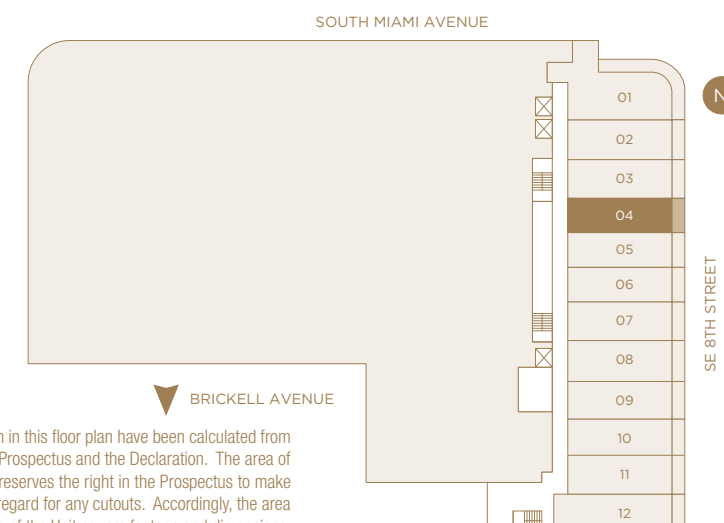 SOUTH MIAMI AVENUE
01
N
02
03
04
05
SE 8TH STREET
06
07
08
BRICKELL AVENUE
09
in this floor plan have been calculated from
10
Prospectus and the Declaration. The area of
reserves the right in the Prospectus to make
11
regard for any cutouts. Accordingly, the area
12